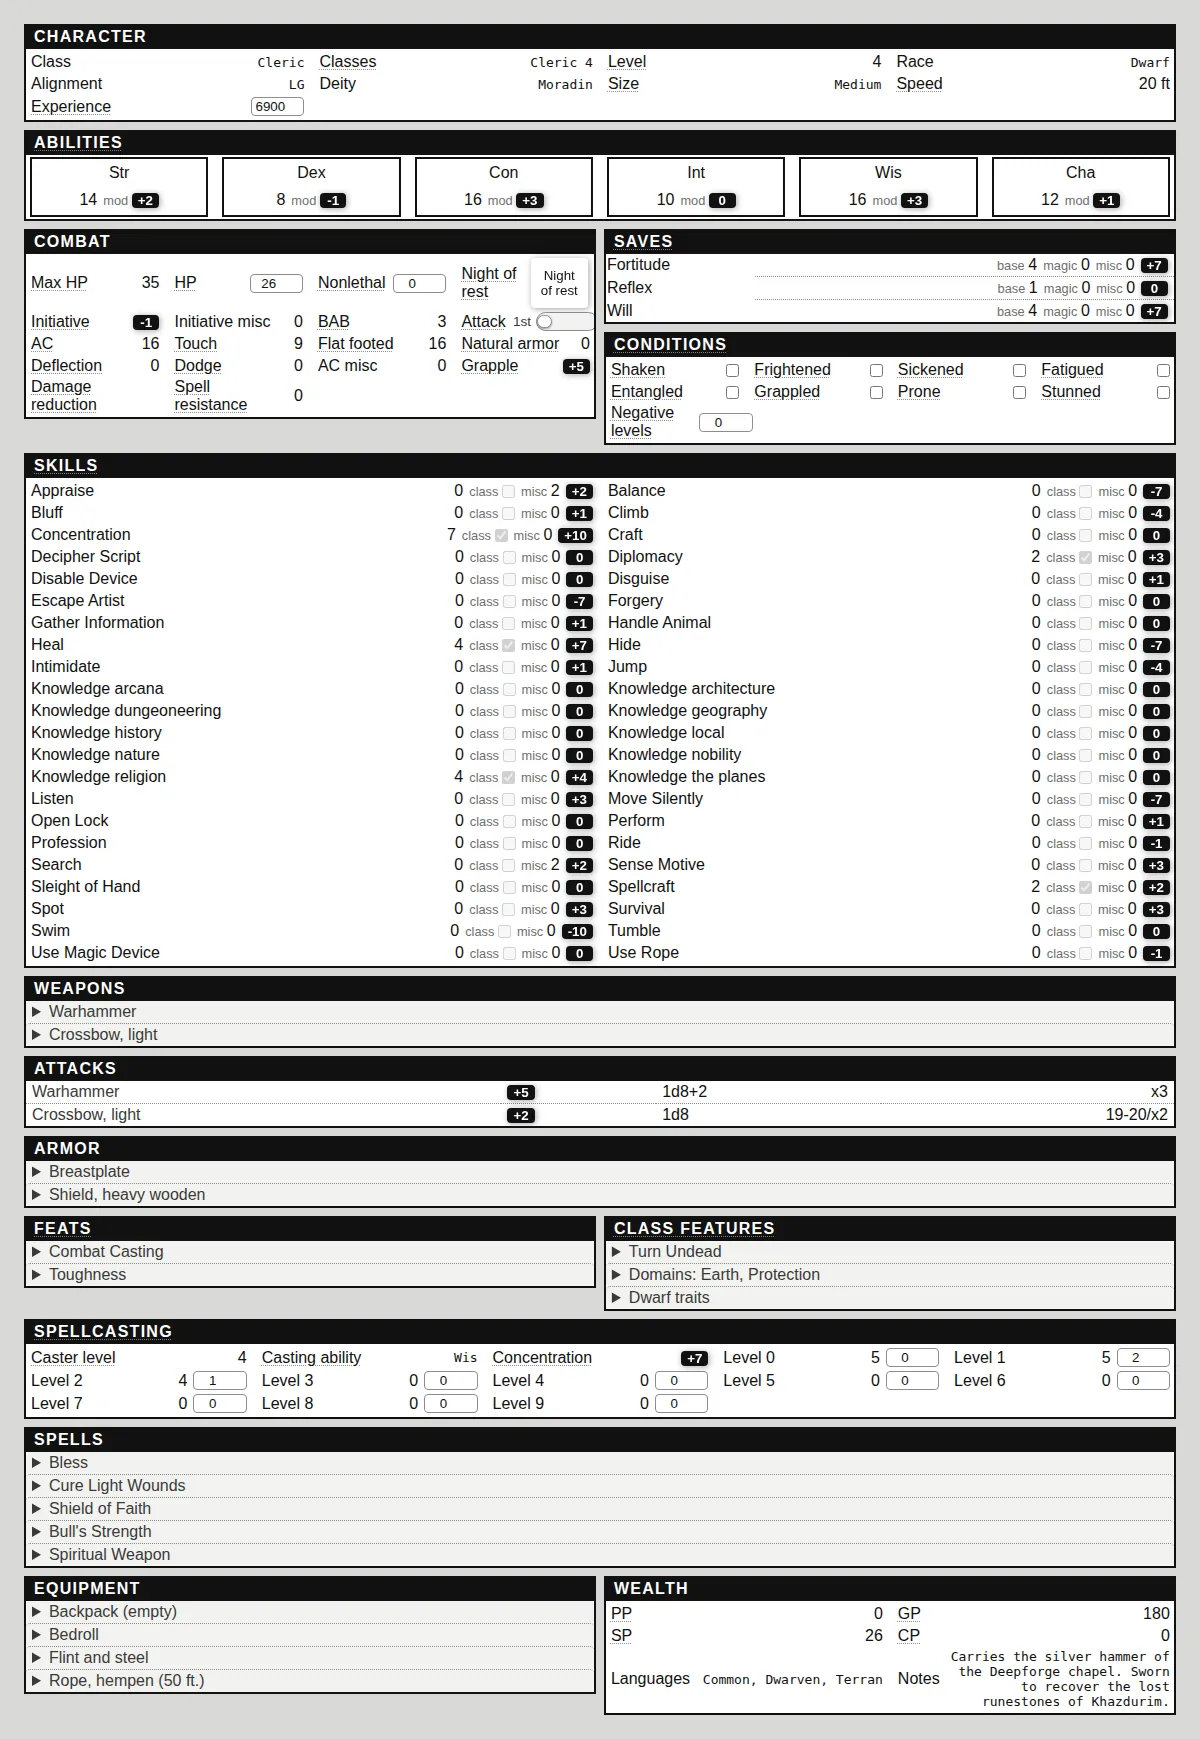 CHARACTER
Class Cleric Classes Cleric 4 Level 4 Race Dwarf
Alignment LG Deity Moradin Size Medium Speed 20 ft
Experience 6900
ABILITIES
Str Dex Con Int Wis Cha
14 mod +2 8 mod -1 16 mod +3 10 mod 0 16 mod +3 12 mod +1
COMBAT
Max HP 35 HP 26 Nonlethal 0 Night of rest Night of rest
Initiative -1 Initiative misc 0 BAB 3 Attack 1st
AC 16 Touch 9 Flat footed 16 Natural armor 0
Deflection 0 Dodge 0 AC misc 0 Grapple +5
Damage reduction Spell resistance 0
SAVES
Fortitude base 4 magic 0 misc 0 +7
Reflex base 1 magic 0 misc 0 0
Will base 4 magic 0 misc 0 +7
CONDITIONS
Shaken Frightened Sickened Fatigued
Entangled Grappled Prone Stunned
Negative levels 0
SKILLS
Appraise 0 class misc 2 +2 Balance 0 class misc 0 -7
Bluff 0 class misc 0 +1 Climb 0 class misc 0 -4
Concentration 7 class misc 0 +10 Craft 0 class misc 0 0
Decipher Script 0 class misc 0 0 Diplomacy 2 class misc 0 +3
Disable Device 0 class misc 0 0 Disguise 0 class misc 0 +1
Escape Artist 0 class misc 0 -7 Forgery 0 class misc 0 0
Gather Information 0 class misc 0 +1 Handle Animal 0 class misc 0 0
Heal 4 class misc 0 +7 Hide 0 class misc 0 -7
Intimidate 0 class misc 0 +1 Jump 0 class misc 0 -4
Knowledge arcana 0 class misc 0 0 Knowledge architecture 0 class misc 0 0
Knowledge dungeoneering 0 class misc 0 0 Knowledge geography 0 class misc 0 0
Knowledge history 0 class misc 0 0 Knowledge local 0 class misc 0 0
Knowledge nature 0 class misc 0 0 Knowledge nobility 0 class misc 0 0
Knowledge religion 4 class misc 0 +4 Knowledge the planes 0 class misc 0 0
Listen 0 class misc 0 +3 Move Silently 0 class misc 0 -7
Open Lock 0 class misc 0 0 Perform 0 class misc 0 +1
Profession 0 class misc 0 0 Ride 0 class misc 0 -1
Search 0 class misc 2 +2 Sense Motive 0 class misc 0 +3
Sleight of Hand 0 class misc 0 0 Spellcraft 2 class misc 0 +2
Spot 0 class misc 0 +3 Survival 0 class misc 0 +3
Swim 0 class misc 0 -10 Tumble 0 class misc 0 0
Use Magic Device 0 class misc 0 0 Use Rope 0 class misc 0 -1
WEAPONS
Warhammer
Crossbow, light
ATTACKS
Warhammer +5 1d8+2 x3
Crossbow, light +2 1d8 19-20/x2
ARMOR
Breastplate
Shield, heavy wooden
FEATS
Combat Casting
Toughness
CLASS FEATURES
Turn Undead
Domains: Earth, Protection
Dwarf traits
SPELLCASTING
Caster level 4 Casting ability Wis Concentration +7 Level 0 5 0 Level 1 5 2
Level 2 4 1 Level 3 0 0 Level 4 0 0 Level 5 0 0 Level 6 0 0
Level 7 0 0 Level 8 0 0 Level 9 0 0
SPELLS
Bless
Cure Light Wounds
Shield of Faith
Bull's Strength
Spiritual Weapon
EQUIPMENT
Backpack (empty)
Bedroll
Flint and steel
Rope, hempen (50 ft.)
WEALTH
PP 0 GP 180
SP 26 CP 0
Languages Common, Dwarven, Terran
Notes Carries the silver hammer of
the Deepforge chapel. Sworn
to recover the lost
runestones of Khazdurim.